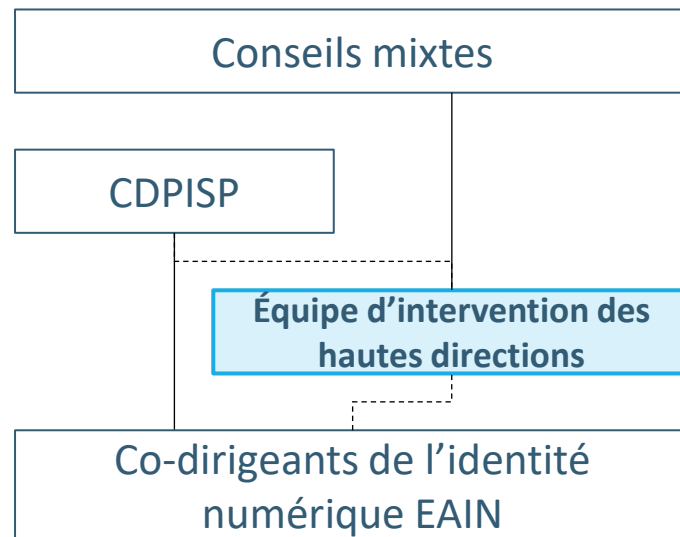 Conseils mixtes
CDPISP
Équipe d’intervention des
hautes directions
Co-dirigeants de l’identité
numérique EAIN